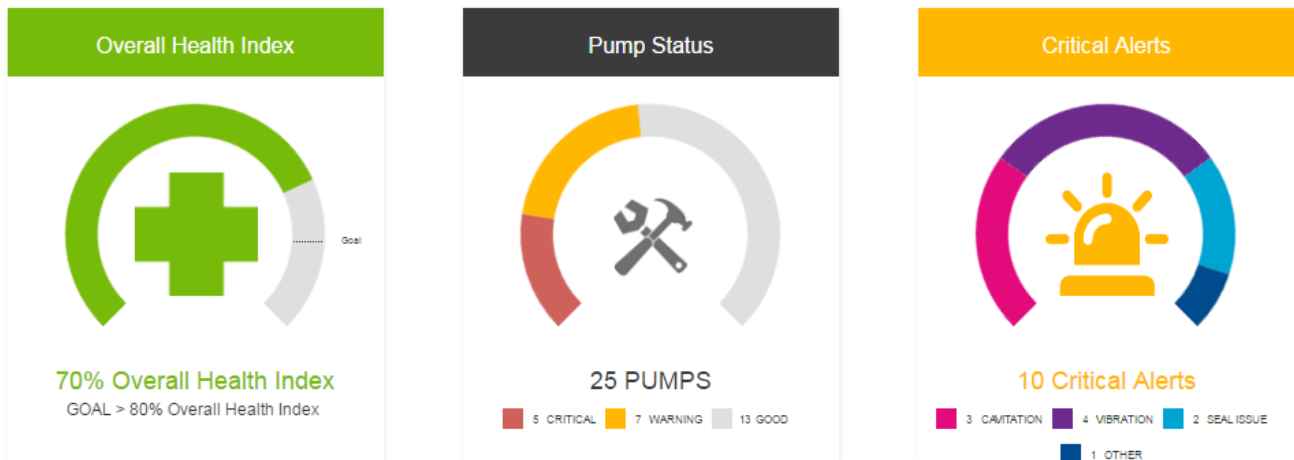 Overall Health Index
Goal
70% Overall Health Index
GOAL > 80% Overall Health Index
Pump Status
25 PUMPS
5 CRITICAL 7 WARNING 13 GOOD
Critical Alerts
10 Critical Alerts
3 CAVITATION 4 VIBRATION 2 SEAL ISSUE
1 OTHER